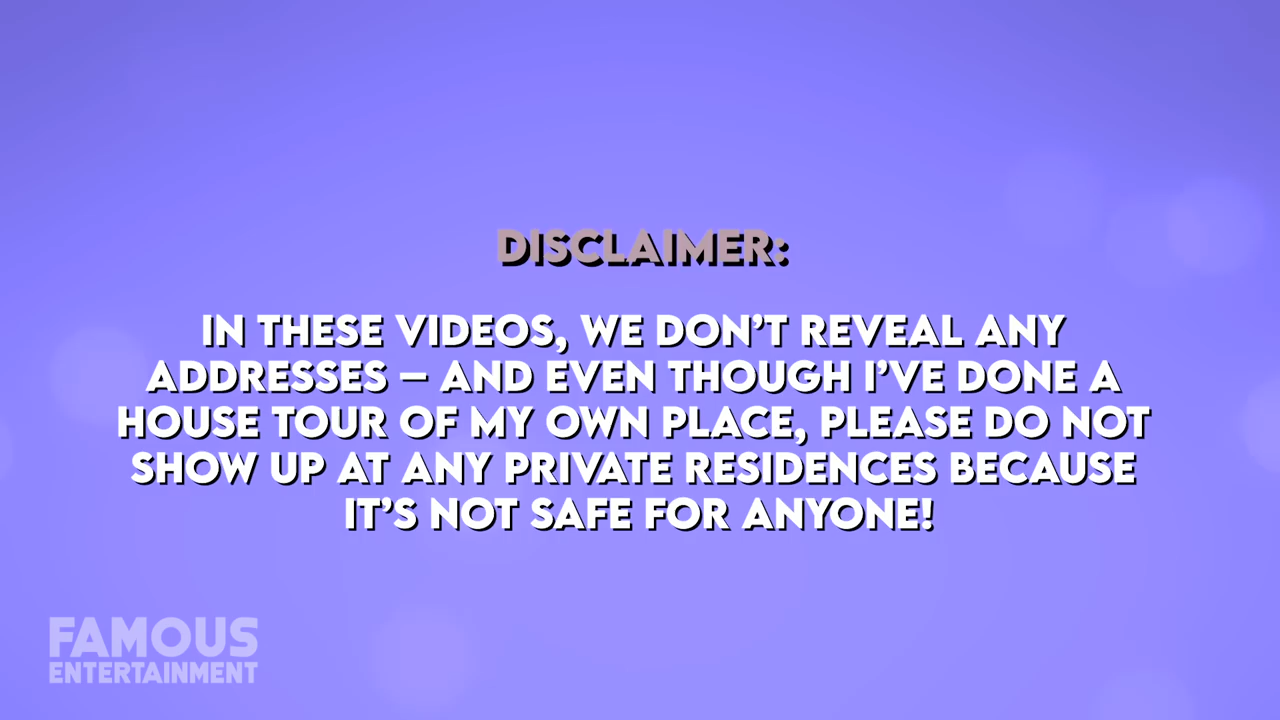 DISCLAIMER:
IN THESE VIDEOS, WE DON’T REVEAL ANY
ADDRESSES – AND EVEN THOUGH I’VE DONE A
HOUSE TOUR OF MY OWN PLACE, PLEASE DO NOT
SHOW UP AT ANY PRIVATE RESIDENCES BECAUSE
IT’S NOT SAFE FOR ANYONE!
FAMOUS
ENTERTAINMENT